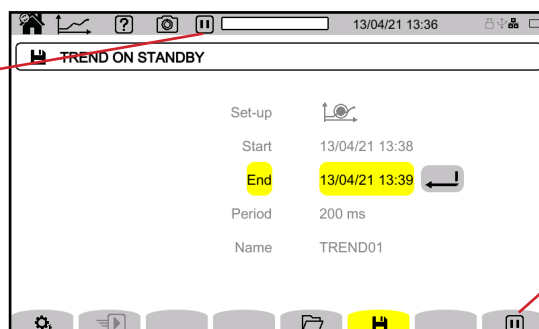 13/04/21 13:36
TREND ON STANDBY
Set-up
Start 13/04/21 13:38
End 13/04/21 13:39
Period 200 ms
Name TREND01